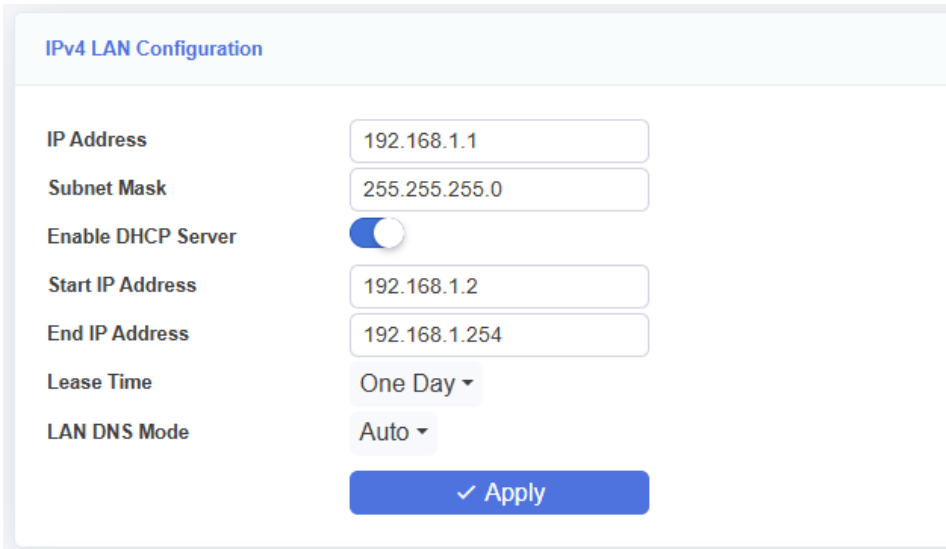 IPv4 LAN Configuration
IP Address 192.168.1.1
Subnet Mask 255.255.255.0
Enable DHCP Server
Start IP Address 192.168.1.2
End IP Address 192.168.1.254
Lease Time One Day
LAN DNS Mode Auto
Apply